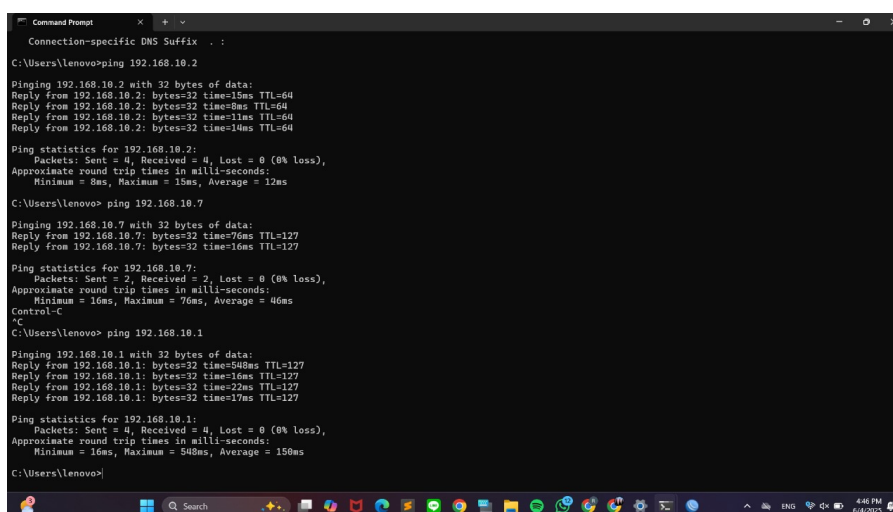 Command Prompt
Connection-specific DNS Suffix  . :
C:\Users\lenovo>ping 192.168.10.2
Pinging 192.168.10.2 with 32 bytes of data:
Reply from 192.168.10.2: bytes=32 time=15ms TTL=64
Reply from 192.168.10.2: bytes=32 time=8ms TTL=64
Reply from 192.168.10.2: bytes=32 time=11ms TTL=64
Reply from 192.168.10.2: bytes=32 time=14ms TTL=64
Ping statistics for 192.168.10.2:
Packets: Sent = 4, Received = 4, Lost = 0 (0% loss),
Approximate round trip times in milli-seconds:
Minimum = 8ms, Maximum = 15ms, Average = 12ms
C:\Users\lenovo> ping 192.168.10.7
Pinging 192.168.10.7 with 32 bytes of data:
Reply from 192.168.10.7: bytes=32 time=76ms TTL=127
Reply from 192.168.10.7: bytes=32 time=16ms TTL=127
Ping statistics for 192.168.10.7:
Packets: Sent = 2, Received = 2, Lost = 0 (0% loss),
Approximate round trip times in milli-seconds:
Minimum = 16ms, Maximum = 76ms, Average = 46ms
Control-C
^C
C:\Users\lenovo> ping 192.168.10.1
Pinging 192.168.10.1 with 32 bytes of data:
Reply from 192.168.10.1: bytes=32 time=548ms TTL=127
Reply from 192.168.10.1: bytes=32 time=16ms TTL=127
Reply from 192.168.10.1: bytes=32 time=22ms TTL=127
Reply from 192.168.10.1: bytes=32 time=17ms TTL=127
Ping statistics for 192.168.10.1:
Packets: Sent = 4, Received = 4, Lost = 0 (0% loss),
Approximate round trip times in milli-seconds:
Minimum = 16ms, Maximum = 548ms, Average = 150ms
C:\Users\lenovo>
3
Search
ENG
4:46 PM
6/4/2025